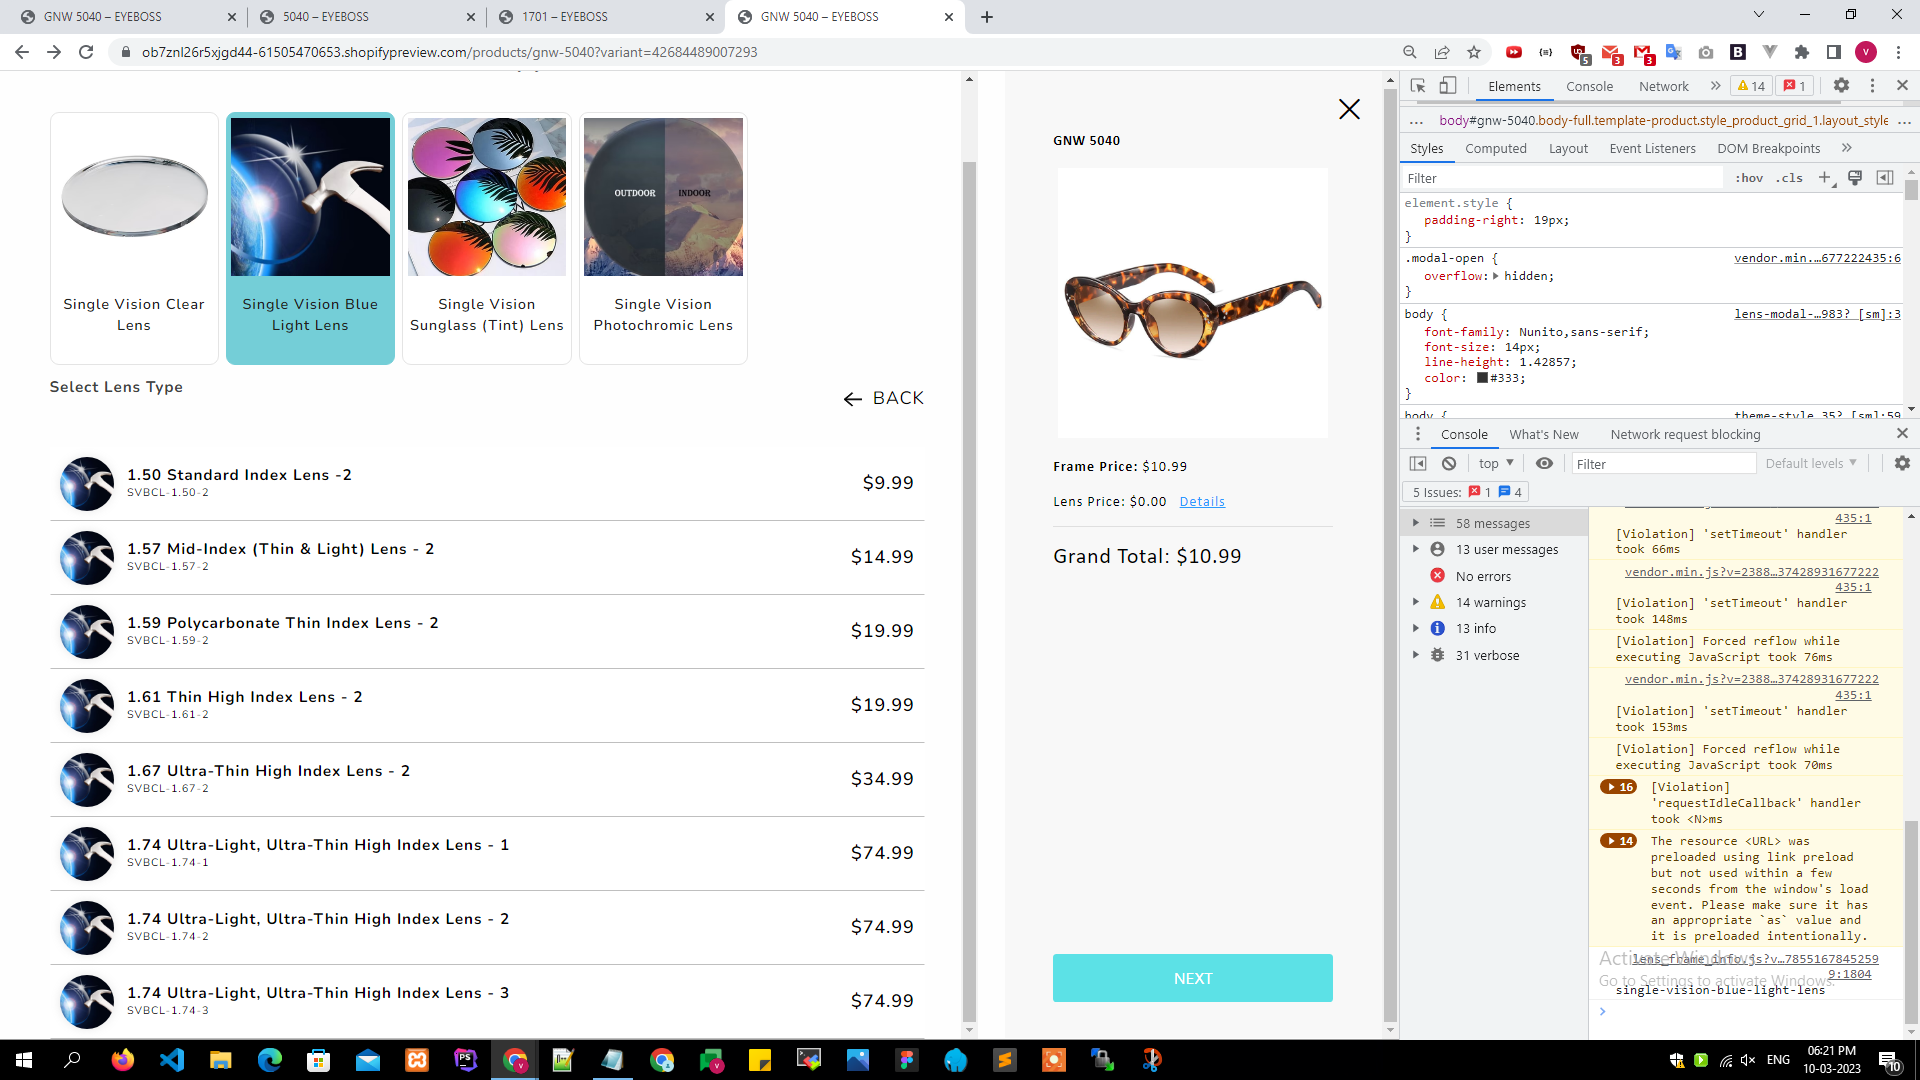 GNW 5040 – EYEBOSS
5040 – EYEBOSS
1701 – EYEBOSS
GNW 5040 – EYEBOSS
ob7znl26r5xjgd44-61505470653.shopifypreview.com/products/gnw-5040?variant=42684489007293
5
3
3
B
V
OUTDOOR
INDOOR
Single Vision Clear
Lens
Single Vision Blue
Light Lens
Single Vision
Sunglass (Tint) Lens
Single Vision
Photochromic Lens
Select Lens Type
BACK
1.50 Standard Index Lens -2
SVBCL-1.50-2
$9.99
1.57 Mid-Index (Thin & Light) Lens - 2
SVBCL-1.57-2
$14.99
1.59 Polycarbonate Thin Index Lens - 2
SVBCL-1.59-2
$19.99
1.61 Thin High Index Lens - 2
SVBCL-1.61-2
$19.99
1.67 Ultra-Thin High Index Lens - 2
SVBCL-1.67-2
$34.99
1.74 Ultra-Light, Ultra-Thin High Index Lens - 1
SVBCL-1.74-1
$74.99
1.74 Ultra-Light, Ultra-Thin High Index Lens - 2
SVBCL-1.74-2
$74.99
1.74 Ultra-Light, Ultra-Thin High Index Lens - 3
SVBCL-1.74-3
$74.99
GNW 5040
Frame Price: $10.99
Lens Price: $0.00 Details
Grand Total: $10.99
NEXT
Elements Console Network » 14 1
... body#gnw-5040.body-full.template-product.style_product_grid_1.layout_style ...
Styles Computed Layout Event Listeners DOM Breakpoints »
Filter :hov .cls +
element.style {
padding-right: 19px;
}
.modal-open { vendor.min.…677222435:6
overflow: hidden;
}
body { lens-modal-…983? [sm]:3
font-family: Nunito,sans-serif;
font-size: 14px;
line-height: 1.42857;
color: #333;
}
body { theme-style.35? [sm]:59
Console What's New Network request blocking
top Filter Default levels
5 Issues: 1 4
58 messages
13 user messages
No errors
14 warnings
13 info
31 verbose
435:1
[Violation] 'setTimeout' handler
took 66ms
vendor.min.js?v=2388…37428931677222
435:1
[Violation] 'setTimeout' handler
took 148ms
[Violation] Forced reflow while
executing JavaScript took 76ms
vendor.min.js?v=2388…37428931677222
435:1
[Violation] 'setTimeout' handler
took 153ms
[Violation] Forced reflow while
executing JavaScript took 70ms
16 [Violation]
'requestIdleCallback' handler
took <N>ms
14 The resource <URL> was
preloaded using link preload
but not used within a few
seconds from the window's load
event. Please make sure it has
an appropriate `as` value and
it is preloaded intentionally.
lens_frame_info.js?v…7855167845259
9:1804
single-vision-blue-light-lens
Activate Windows
Go to Settings to activate Windows.
PS
ENG
06:21 PM
10-03-2023
10